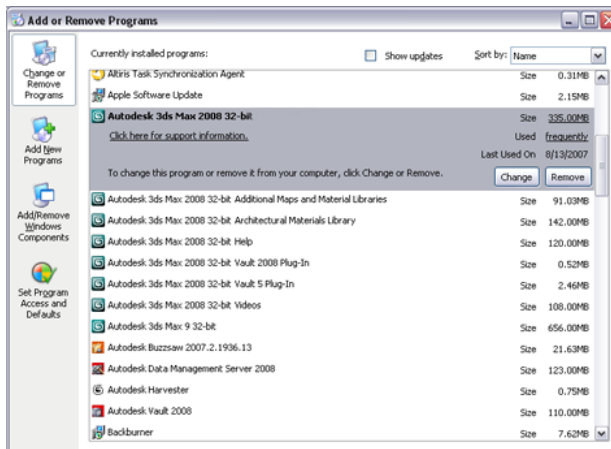 Add or Remove Programs
Change or
Remove
Programs
Add New
Programs
Add/Remove
Windows
Components
Set Program
Access and
Defaults
Currently installed programs: Show updates Sort by: Name
Altiris Task Synchronization Agent Size 0.31MB
Apple Software Update Size 2.15MB
Autodesk 3ds Max 2008 32-bit Size 335.00MB
Click here for support information. Used frequently
Last Used On 8/13/2007
To change this program or remove it from your computer, click Change or Remove. Change Remove
Autodesk 3ds Max 2008 32-bit Additional Maps and Material Libraries Size 91.03MB
Autodesk 3ds Max 2008 32-bit Architectural Materials Library Size 142.00MB
Autodesk 3ds Max 2008 32-bit Help Size 120.00MB
Autodesk 3ds Max 2008 32-bit Vault 2008 Plug-In Size 0.52MB
Autodesk 3ds Max 2008 32-bit Vault 5 Plug-In Size 2.46MB
Autodesk 3ds Max 2008 32-bit Videos Size 108.00MB
Autodesk 3ds Max 9 32-bit Size 656.00MB
Autodesk Buzzsaw 2007.2.1936.13 Size 21.63MB
Autodesk Data Management Server 2008 Size 123.00MB
Autodesk Harvester Size 0.75MB
Autodesk Vault 2008 Size 110.00MB
Backburner Size 7.62MB